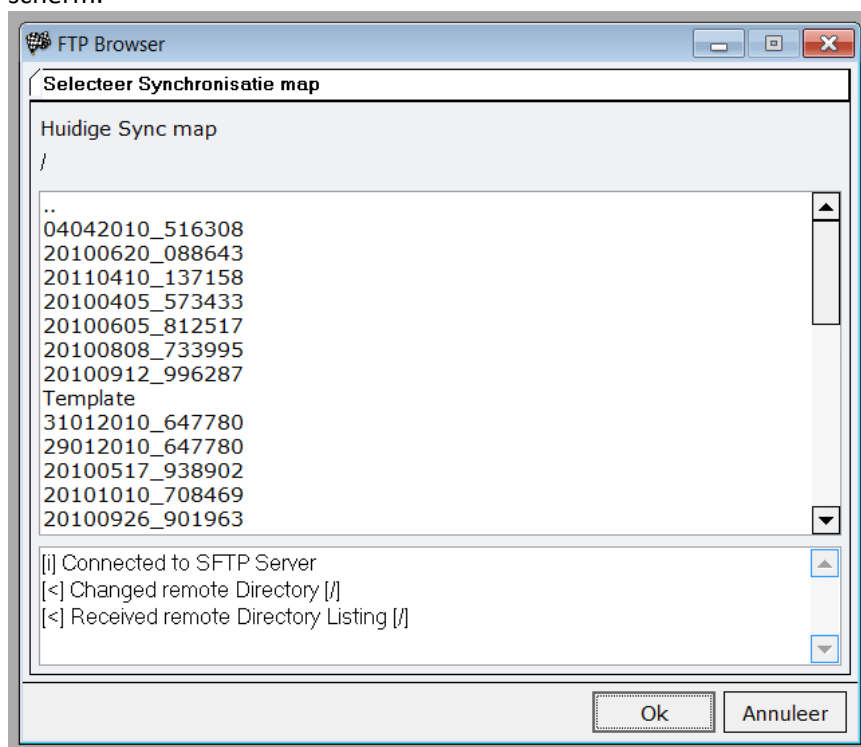 scherm.
FTP Browser
Selecteer Synchronisatie map
Huidige Sync map
/
..
04042010_516308
20100620_088643
20110410_137158
20100405_573433
20100605_812517
20100808_733995
20100912_996287
Template
31012010_647780
29012010_647780
20100517_938902
20101010_708469
20100926_901963
[i] Connected to SFTP Server
[<] Changed remote Directory [/]
[<] Received remote Directory Listing [/]
Ok Annuleer